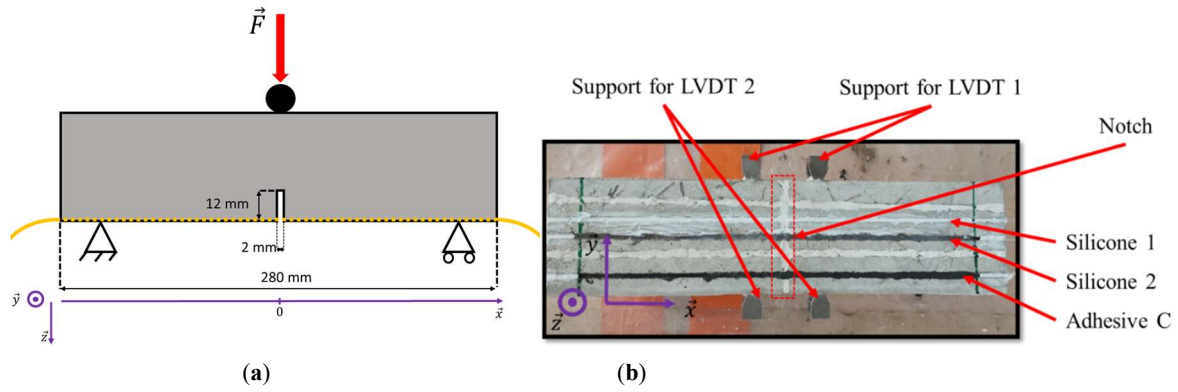 F
12 mm
2 mm
280 mm
y
0
x
z
(a)
Support for LVDT 2
Support for LVDT 1
Notch
Silicone 1
Silicone 2
Adhesive C
y
x
z
(b)